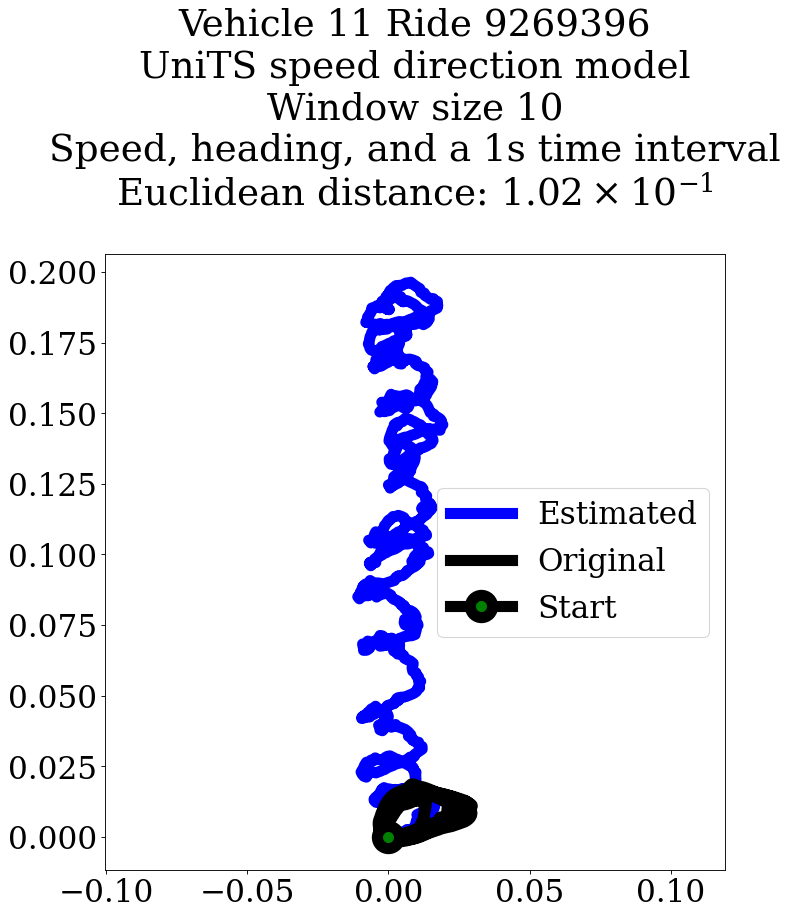 Vehicle 11 Ride 9269396
UniTS speed direction model
Window size 10
Speed, heading, and a 1s time interval
Euclidean distance: 1.02 × 10⁻¹
0.200
0.175
0.150
0.125
0.100
0.075
0.050
0.025
0.000
Estimated
Original
Start
−0.10 −0.05 0.00 0.05 0.10